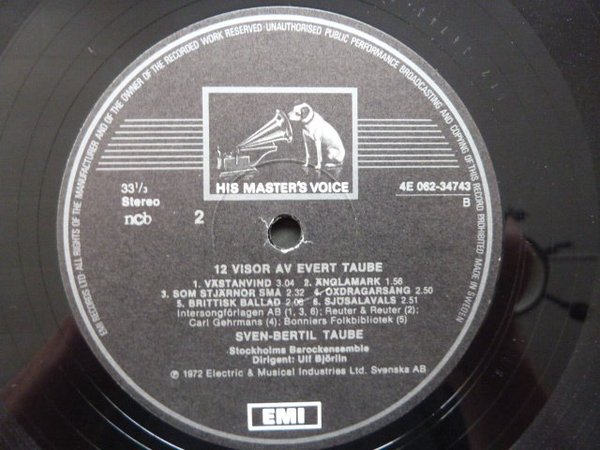 EMI RECORDS LTD·ALL RIGHTS OF THE MANUFACTURER AND OF THE OWNER OF THE RECORDED WORK RESERVED·UNAUTHORISED PUBLIC PERFORMANCE BROADCASTING AND COPYING OF THIS RECORD PROHIBITED MADE IN SWEDEN
HIS MASTER'S VOICE
33 1/3
Stereo
ncb
2
4E 062-34743
B
12 VISOR AV EVERT TAUBE
1. VÄSTANVIND 3.04 2. ÄNGLAMARK 1.56
3. SOM STJÄRNOR SMÅ 2.32 4. OXDRAGARSÅNG 2.50
5. BRITTISK BALLAD 2.06 6. SJÖSALAVALS 2.51
Intersongförlagen AB (1, 3, 6); Reuter & Reuter (2);
Carl Gehrmans (4); Bonniers Folkbibliotek (5)
SVEN-BERTIL TAUBE
Stockholms Barockensemble
Dirigent: Ulf Björlin
℗ 1972 Electric & Musical Industries Ltd. Svenska AB
EMI